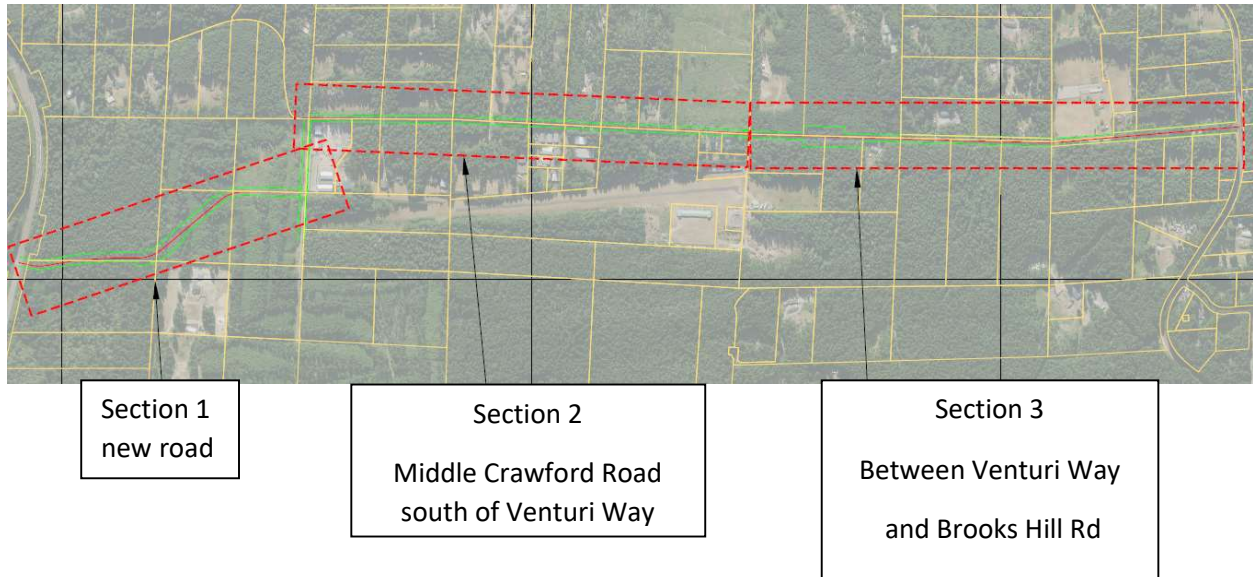 Section 1
new road
Section 2
Middle Crawford Road
south of Venturi Way
Section 3
Between Venturi Way
and Brooks Hill Rd